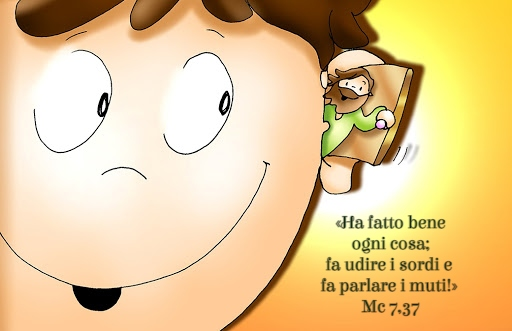 «Ha fatto bene
ogni cosa;
fa udire i sordi e
fa parlare i muti!»
Mc 7,37